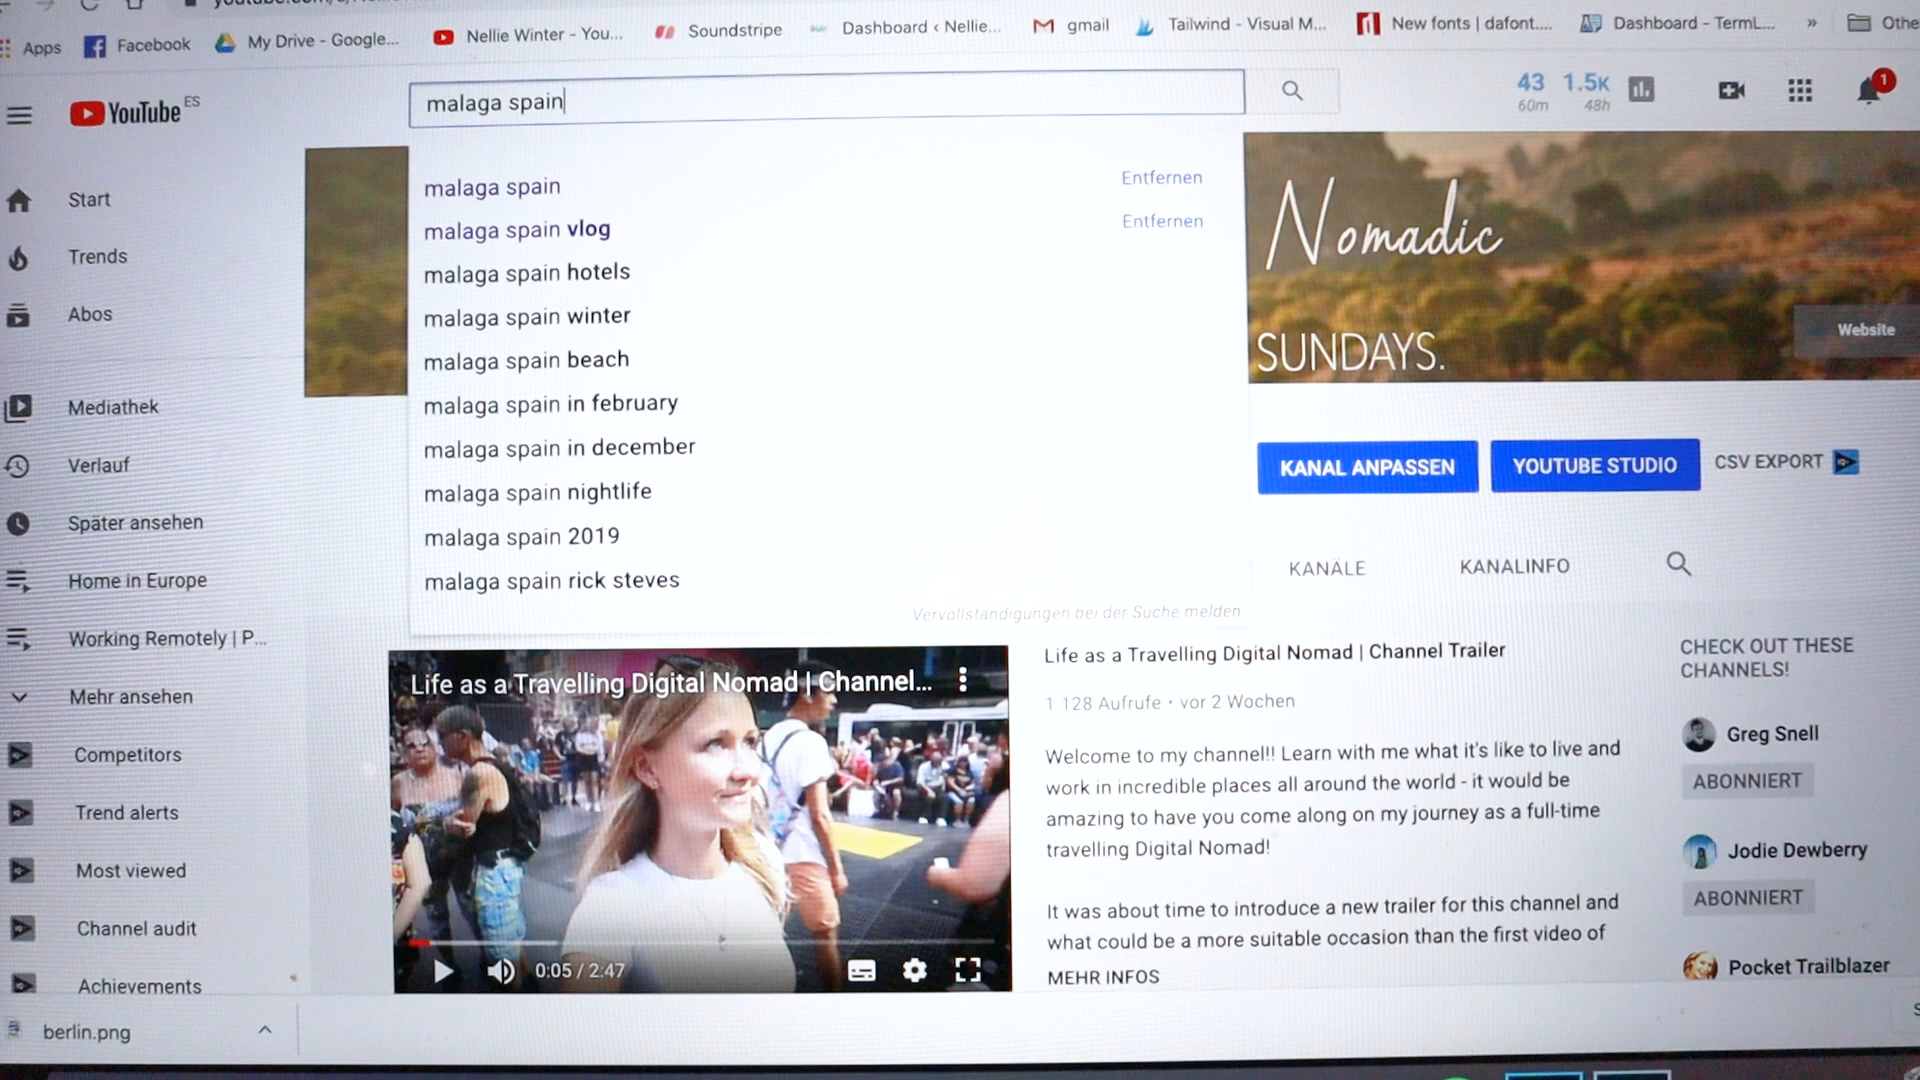 Apps
Facebook
My Drive - Google...
Nellie Winter - You...
Soundstripe
Dashboard < Nellie...
gmail
Tailwind - Visual M...
New fonts | dafont....
Dashboard - TermL...
»
YouTube ES
malaga spain
43 1.5K
60m 48h
1
malaga spain Entfernen
malaga spain vlog Entfernen
malaga spain hotels
malaga spain winter
malaga spain beach
malaga spain in february
malaga spain in december
malaga spain nightlife
malaga spain 2019
malaga spain rick steves
Vervollständigungen bei der Suche melden
Start
Trends
Abos
Mediathek
Verlauf
Später ansehen
Home in Europe
Working Remotely | P...
Mehr ansehen
Competitors
Trend alerts
Most viewed
Channel audit
Achievements
Nomadic
SUNDAYS.
Website
KANAL ANPASSEN
YOUTUBE STUDIO
CSV EXPORT
KANÄLE
KANALINFO
Life as a Travelling Digital Nomad | Channel...
0:05 / 2:47
Life as a Travelling Digital Nomad | Channel Trailer
1.128 Aufrufe • vor 2 Wochen
Welcome to my channel!! Learn with me what it's like to live and
work in incredible places all around the world - it would be
amazing to have you come along on my journey as a full-time
travelling Digital Nomad!
It was about time to introduce a new trailer for this channel and
what could be a more suitable occasion than the first video of
MEHR INFOS
CHECK OUT THESE
CHANNELS!
Greg Snell
ABONNIERT
Jodie Dewberry
ABONNIERT
Pocket Trailblazer
berlin.png